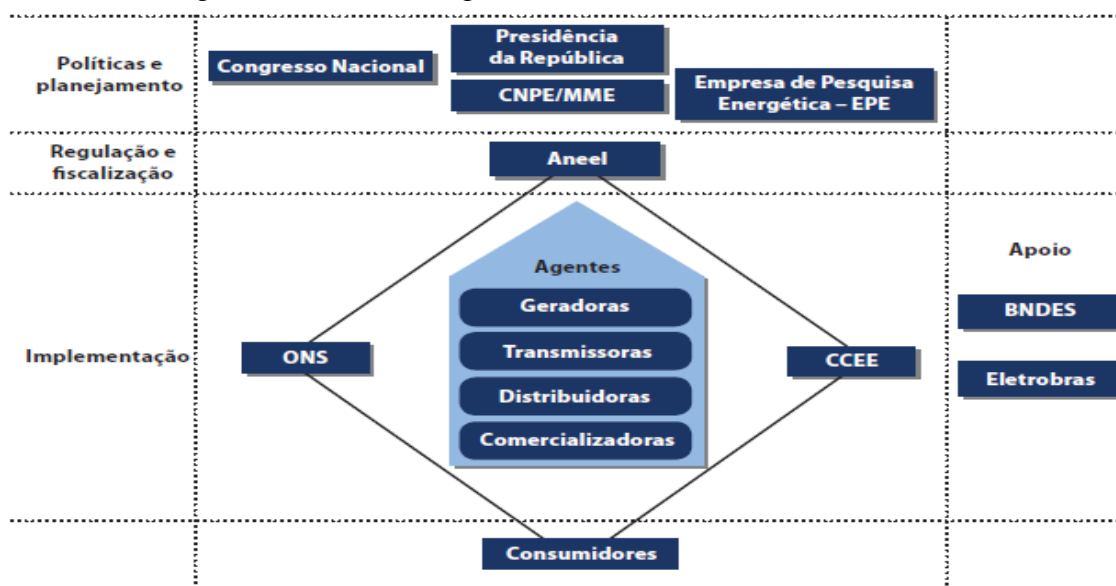 Políticas e
planejamento
Congresso Nacional
Presidência
da República
CNPE/MME
Empresa de Pesquisa
Energética – EPE
Regulação e
fiscalização
Aneel
Implementação
ONS
Agentes
Geradoras
Transmissoras
Distribuidoras
Comercializadoras
CCEE
Apoio
BNDES
Eletrobras
Consumidores